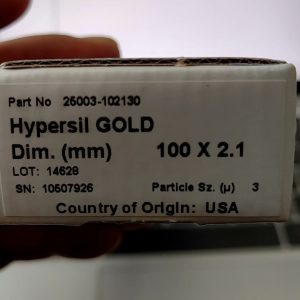 Part No 25003-102130
Hypersil GOLD
Dim. (mm) 100 X 2.1
LOT: 14628
SN: 10507926 Particle Sz. (µ) 3
Country of Origin: USA